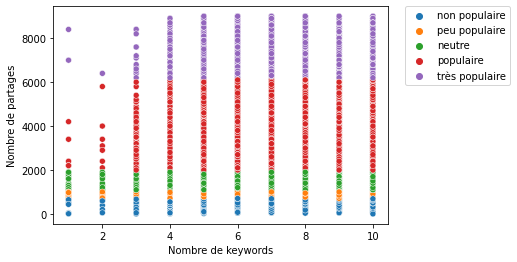 non populaire
peu populaire
neutre
populaire
très populaire
Nombre de partages
8000
6000
4000
2000
0
2
4
6
8
10
Nombre de keywords